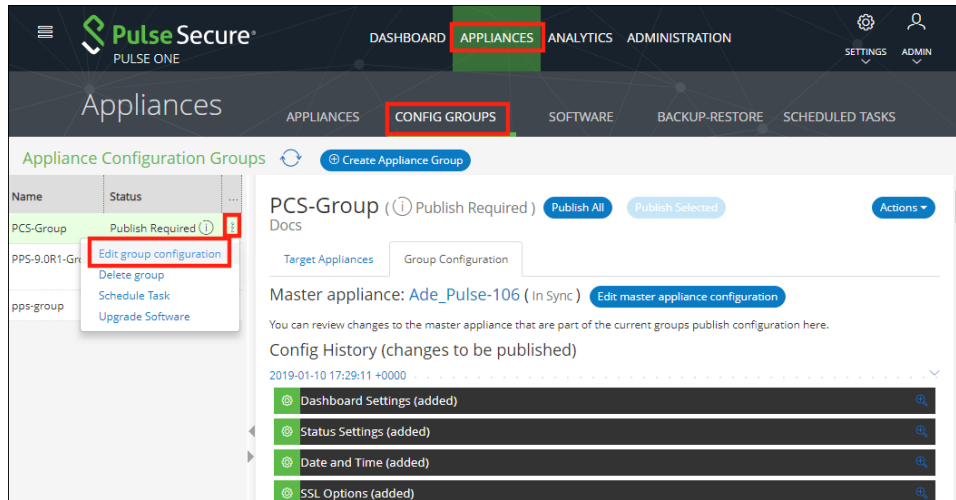 Pulse Secure®
PULSE ONE
DASHBOARD APPLIANCES ANALYTICS ADMINISTRATION
SETTINGS ADMIN
Appliances
APPLIANCES CONFIG GROUPS SOFTWARE BACKUP-RESTORE SCHEDULED TASKS
Appliance Configuration Groups Create Appliance Group
Name Status ...
PCS-Group Publish Required
PPS-9.0R1-Gro
pps-group
Edit group configuration
Delete group
Schedule Task
Upgrade Software
PCS-Group ( Publish Required ) Publish All Publish Selected Actions
Docs
Target Appliances Group Configuration
Master appliance: Ade_Pulse-106 ( In Sync ) Edit master appliance configuration
You can review changes to the master appliance that are part of the current groups publish configuration here.
Config History (changes to be published)
2019-01-10 17:29:11 +0000
Dashboard Settings (added)
Status Settings (added)
Date and Time (added)
SSL Options (added)